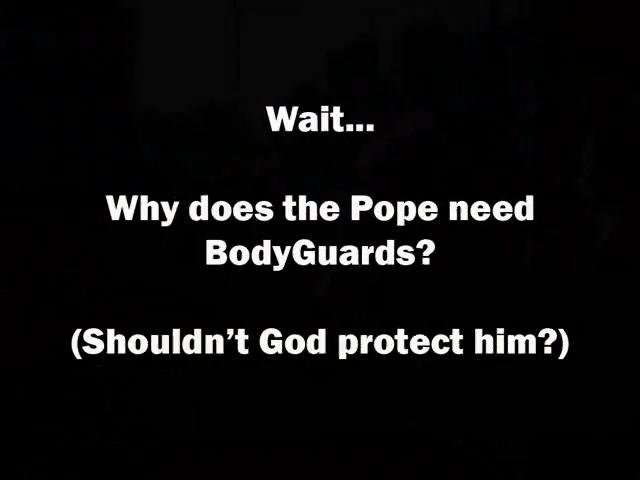 Wait...
Why does the Pope need
BodyGuards?
(Shouldn’t God protect him?)